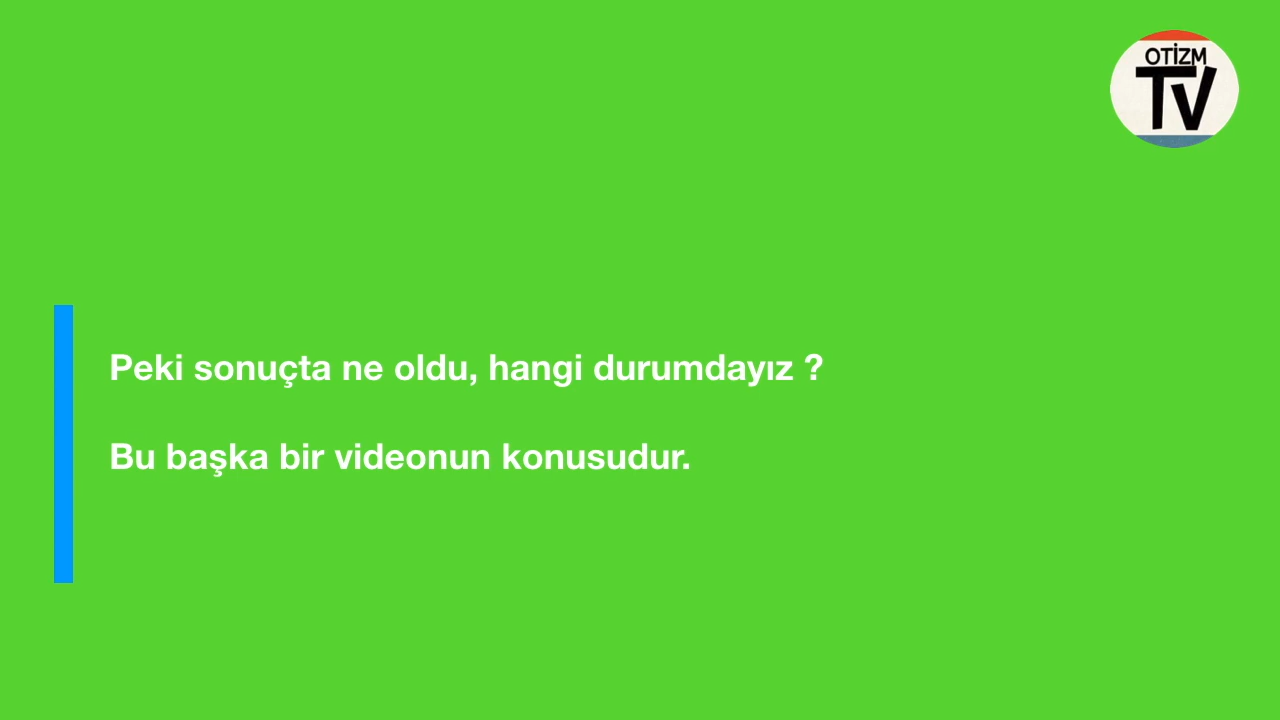 OTİZM
TV
Peki sonuçta ne oldu, hangi durumdayız ?
Bu başka bir videonun konusudur.